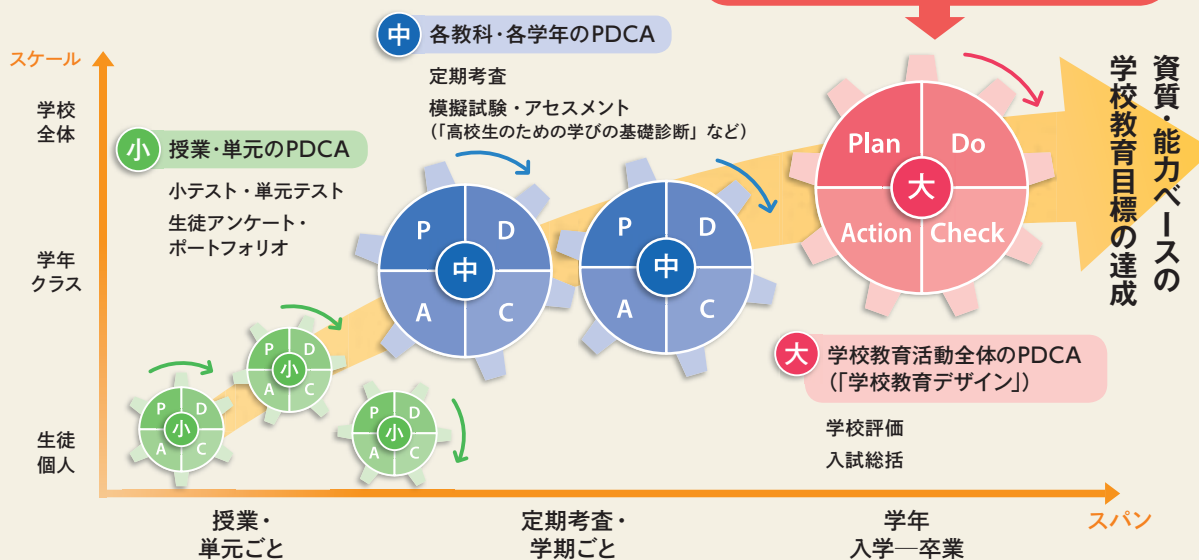 スケール
学校
全体
学年
クラス
生徒
個人
小 授業・単元のPDCA
小テスト・単元テスト
生徒アンケート・
ポートフォリオ
中 各教科・各学年のPDCA
定期考査
模擬試験・アセスメント
(「高校生のための学びの基礎診断」など)
P D
小
A C
P D
小
A C
P D
小
A C
P D
中
A C
P D
中
A C
Plan Do
大
Action Check
資質・能力ベースの
学校教育目標の達成
大 学校教育活動全体のPDCA
(「学校教育デザイン」)
学校評価
入試総括
授業・
単元ごと
定期考査・
学期ごと
学年
入学―卒業
スパン